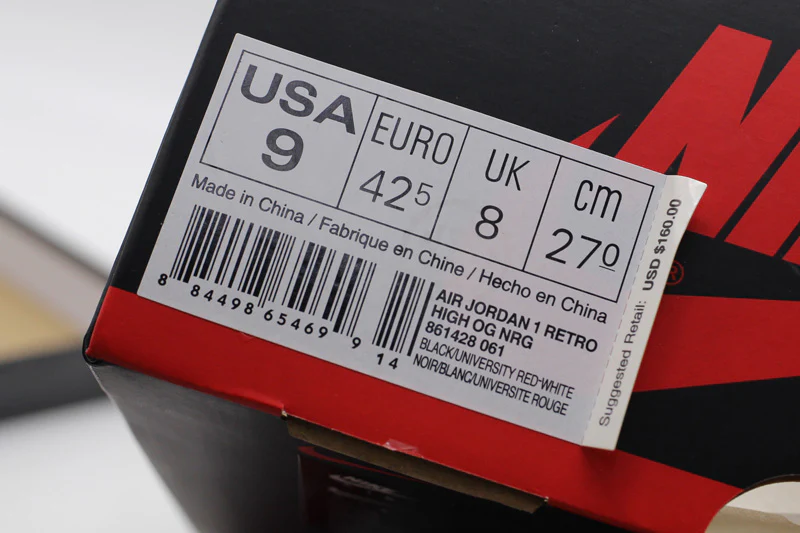 USA
9
EURO
42 5
UK
8
cm
27 0
Made in China / Fabrique en Chine / Hecho en China
8 84498 65469 9 14
AIR JORDAN 1 RETRO
HIGH OG NRG
861428 061
BLACK/UNIVERSITY RED-WHITE
NOIR/BLANC/UNIVERSITE ROUGE
Suggested Retail: USD $160.00
®